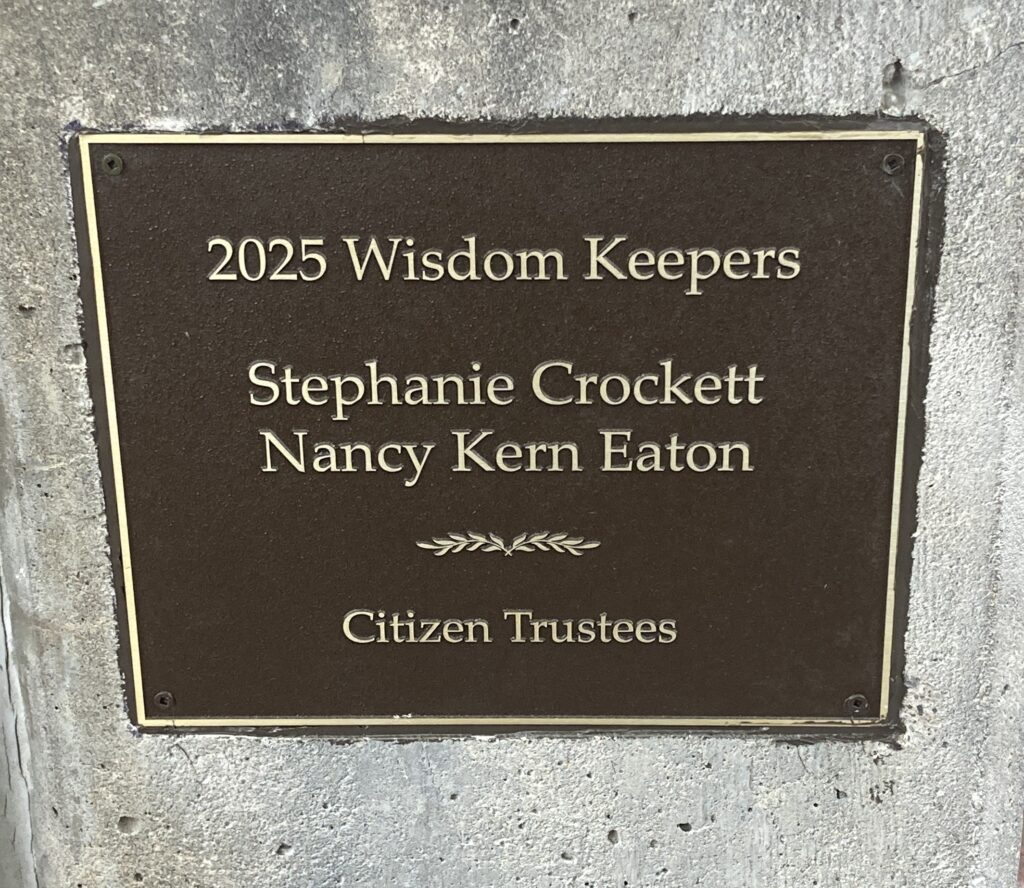 2025 Wisdom Keepers
Stephanie Crockett
Nancy Kern Eaton
Citizen Trustees